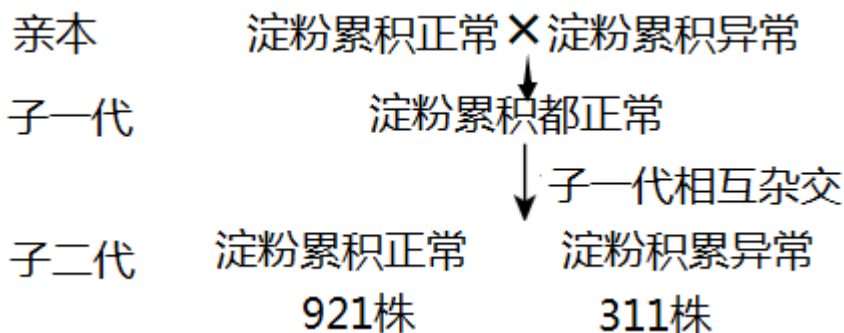 亲本 淀粉累积正常×淀粉累积异常
子一代 淀粉累积都正常
子一代相互杂交
子二代 淀粉累积正常 淀粉积累异常
921株 311株